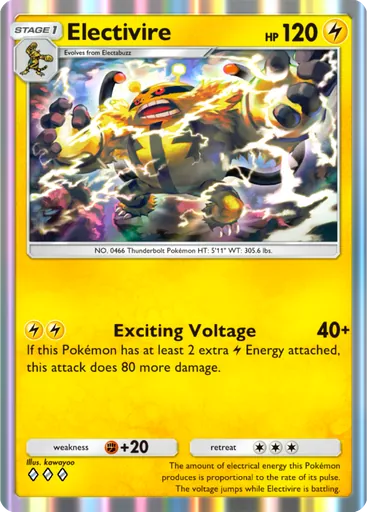 STAGE 1
Electivire
HP 120
Evolves from Electabuzz
NO. 0466 Thunderbolt Pokémon HT: 5'11" WT: 305.6 lbs.
Exciting Voltage 40+
If this Pokémon has at least 2 extra Energy attached,
this attack does 80 more damage.
weakness +20
retreat
Illus. kawayoo
The amount of electrical energy this Pokémon
produces is proportional to the rate of its pulse.
The voltage jumps while Electivire is battling.